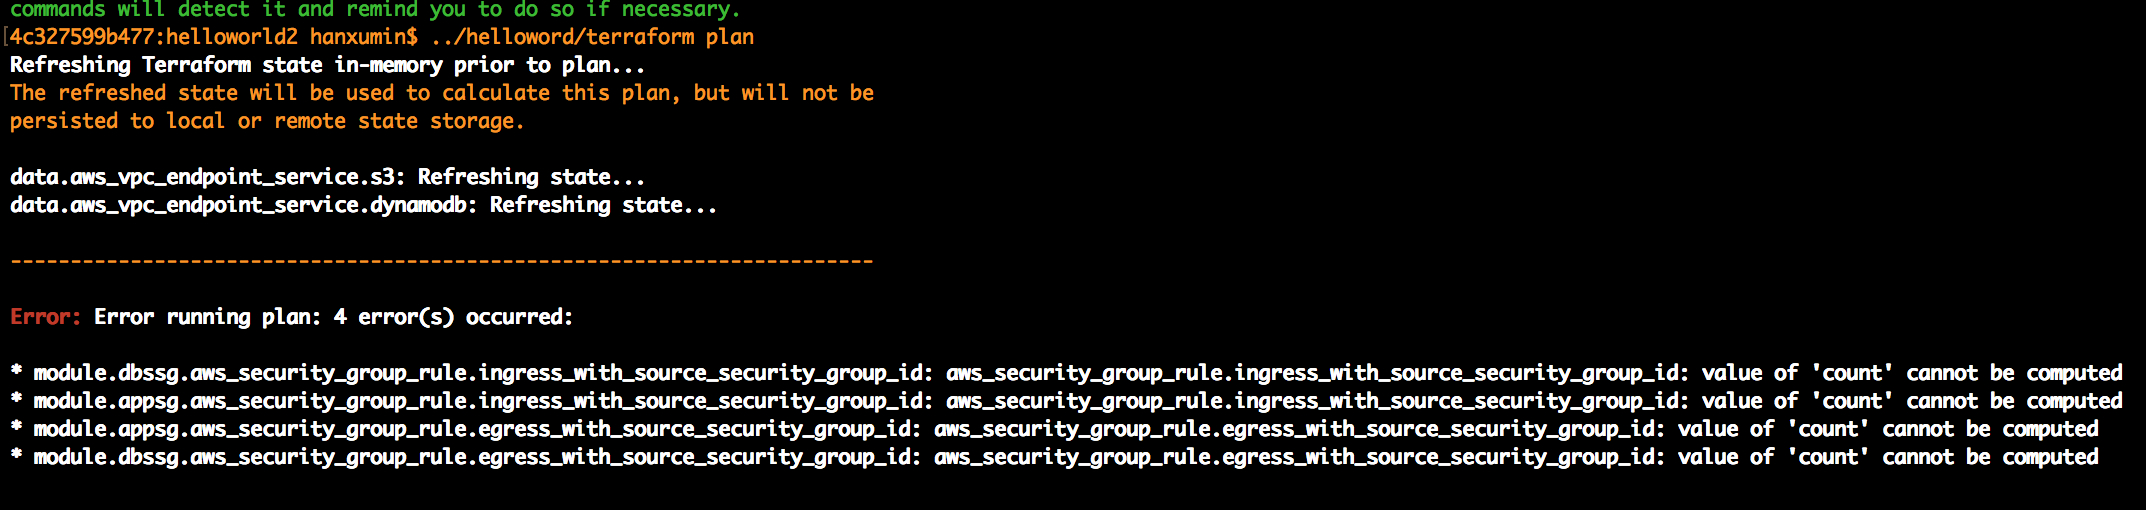 commands will detect it and remind you to do so if necessary.
[4c327599b477:helloworld2 hanxumin$ ../helloword/terraform plan
Refreshing Terraform state in-memory prior to plan...
The refreshed state will be used to calculate this plan, but will not be
persisted to local or remote state storage.
data.aws_vpc_endpoint_service.s3: Refreshing state...
data.aws_vpc_endpoint_service.dynamodb: Refreshing state...
------------------------------------------------------------------------
Error: Error running plan: 4 error(s) occurred:
* module.dbssg.aws_security_group_rule.ingress_with_source_security_group_id: aws_security_group_rule.ingress_with_source_security_group_id: value of 'count' cannot be computed
* module.appsg.aws_security_group_rule.ingress_with_source_security_group_id: aws_security_group_rule.ingress_with_source_security_group_id: value of 'count' cannot be computed
* module.appsg.aws_security_group_rule.egress_with_source_security_group_id: aws_security_group_rule.egress_with_source_security_group_id: value of 'count' cannot be computed
* module.dbssg.aws_security_group_rule.egress_with_source_security_group_id: aws_security_group_rule.egress_with_source_security_group_id: value of 'count' cannot be computed